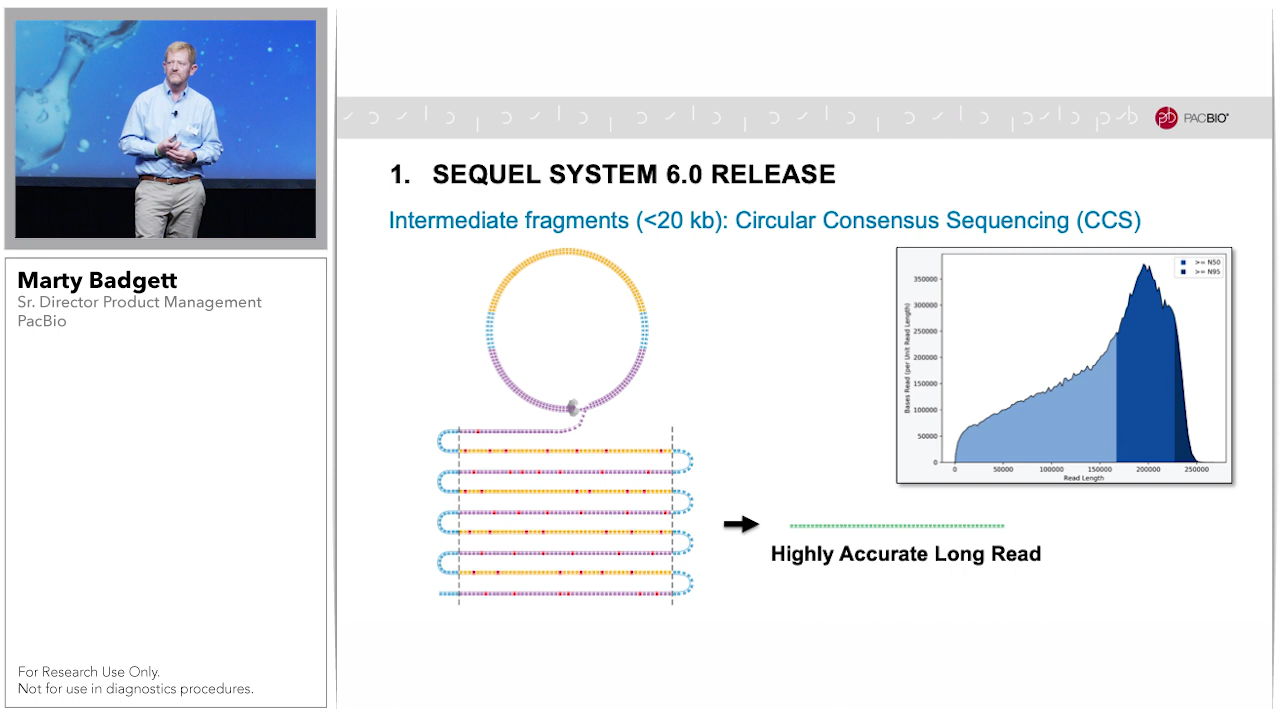 Marty Badgett
Sr. Director Product Management
PacBio
For Research Use Only.
Not for use in diagnostics procedures.
PACBIO®
1. SEQUEL SYSTEM 6.0 RELEASE
Intermediate fragments (<20 kb): Circular Consensus Sequencing (CCS)
Highly Accurate Long Read
>= N50
>= N95
Bases Read (per Unit Read Length)
350000
300000
250000
200000
150000
100000
50000
0
0 50000 100000 150000 200000 250000
Read Length